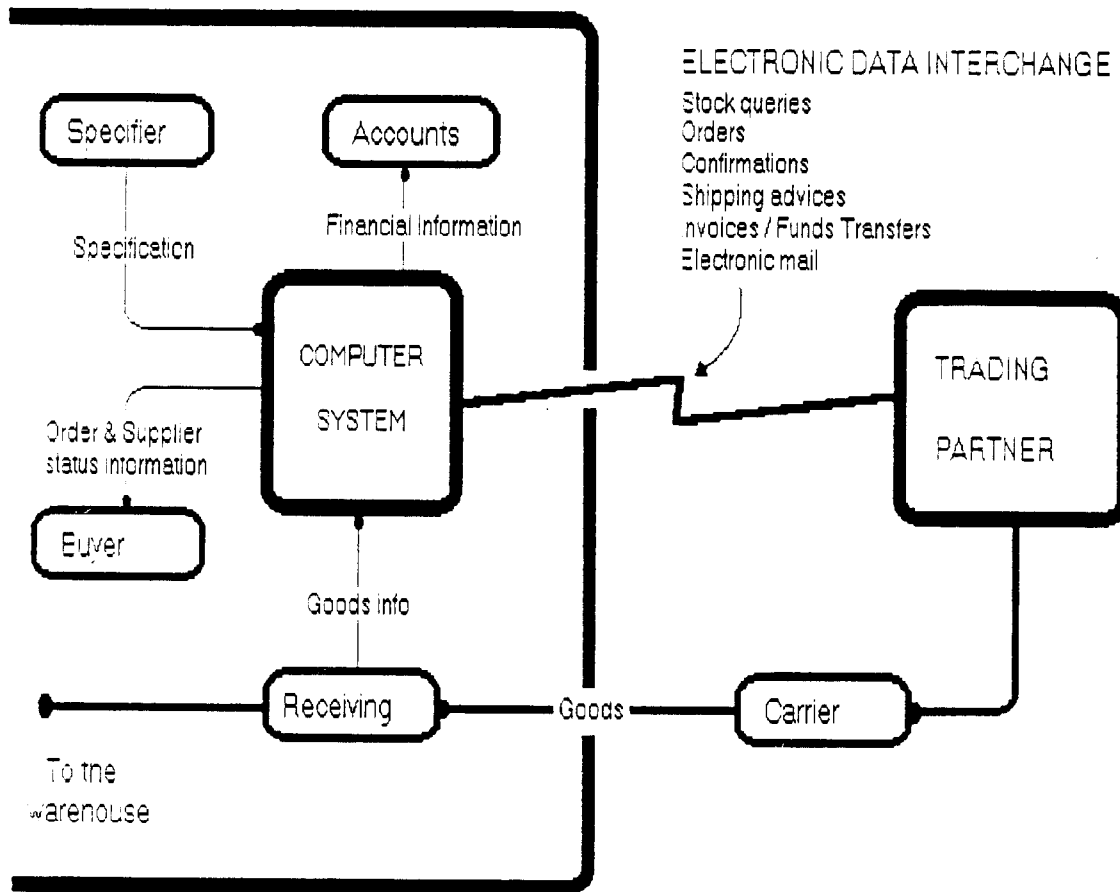 ELECTRONIC DATA INTERCHANGE
Stock queries
Orders
Confirmations
Shipping advices
nvoices / Funds Transfers
Electronic mail
Specifier
Accounts
Specification
Financial Information
COMPUTER
SYSTEM
TRADING
PARTNER
Order & Supplier
status information
Buyer
Goods info
Receiving
Goods
Carrier
To the
warehouse